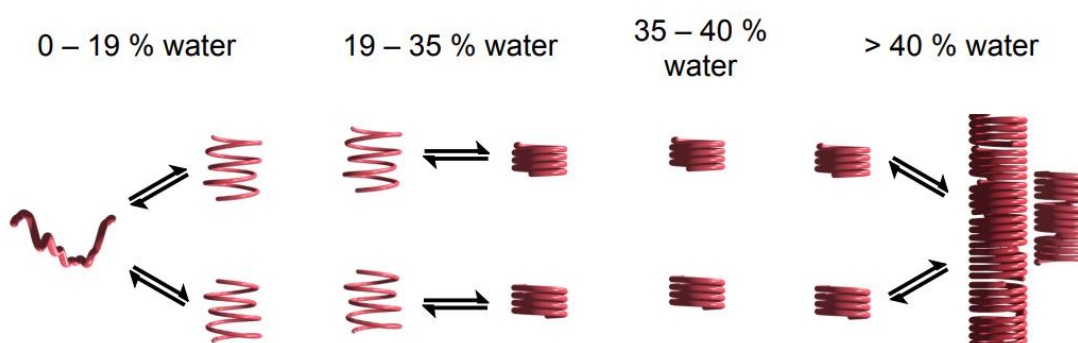 0 – 19 % water
19 – 35 % water
35 – 40 %
water
> 40 % water